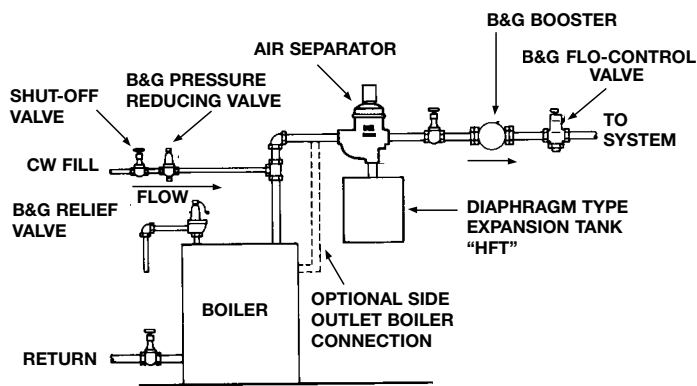 B&G BOOSTER
AIR SEPARATOR
B&G FLO-CONTROL
VALVE
B&G PRESSURE
REDUCING VALVE
SHUT-OFF
VALVE
TO
SYSTEM
CW FILL
FLOW
B&G RELIEF
VALVE
DIAPHRAGM TYPE
EXPANSION TANK
“HFT”
BOILER
OPTIONAL SIDE
OUTLET BOILER
CONNECTION
RETURN